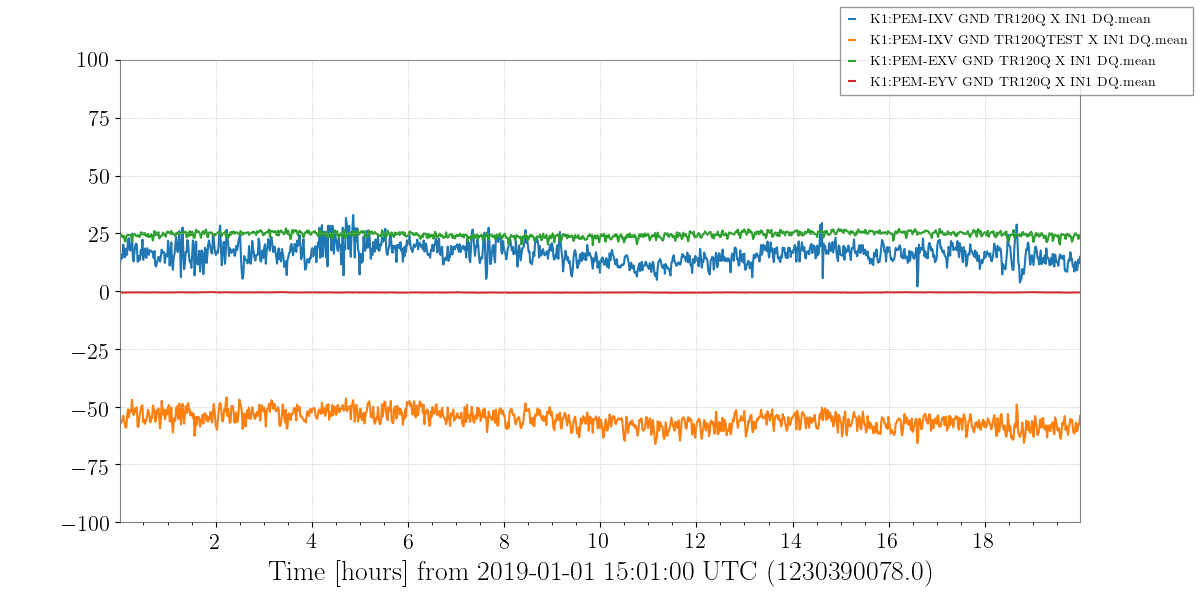 K1:PEM-IXV GND TR120Q X IN1 DQ.mean
K1:PEM-IXV GND TR120QTEST X IN1 DQ.mean
K1:PEM-EXV GND TR120Q X IN1 DQ.mean
K1:PEM-EYV GND TR120Q X IN1 DQ.mean
100
75
50
25
0
−25
−50
−75
−100
2 4 6 8 10 12 14 16 18
Time [hours] from 2019-01-01 15:01:00 UTC (1230390078.0)